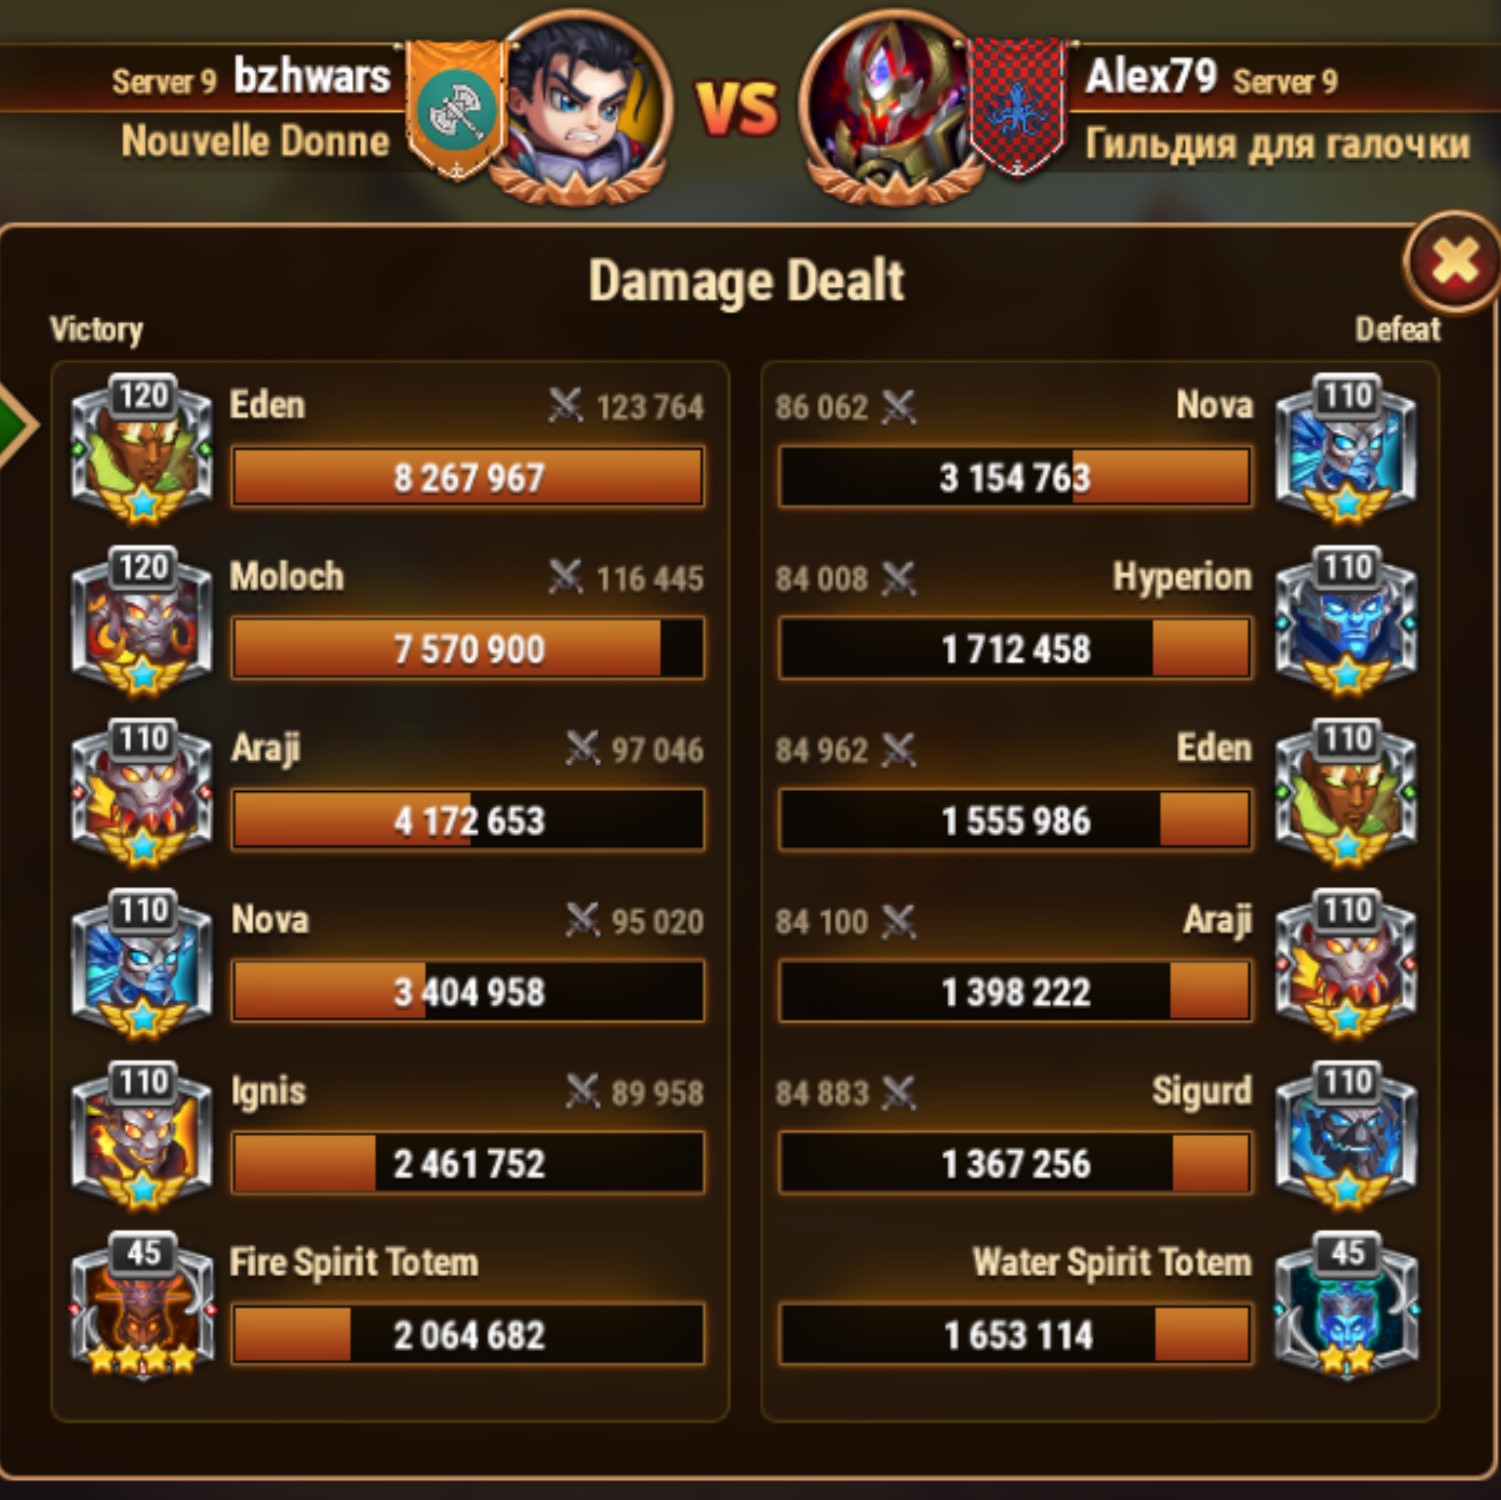 Server 9 bzhwars
Nouvelle Donne
VS
Alex79 Server 9
Гильдия для галочки
Damage Dealt
Victory
Defeat
120
Eden
123 764
8 267 967
86 062
Nova
110
3 154 763
120
Moloch
116 445
7 570 900
84 008
Hyperion
110
1 712 458
110
Araji
97 046
4 172 653
84 962
Eden
110
1 555 986
110
Nova
95 020
3 404 958
84 100
Araji
110
1 398 222
110
Ignis
89 958
2 461 752
84 883
Sigurd
110
1 367 256
45
Fire Spirit Totem
2 064 682
Water Spirit Totem
45
1 653 114